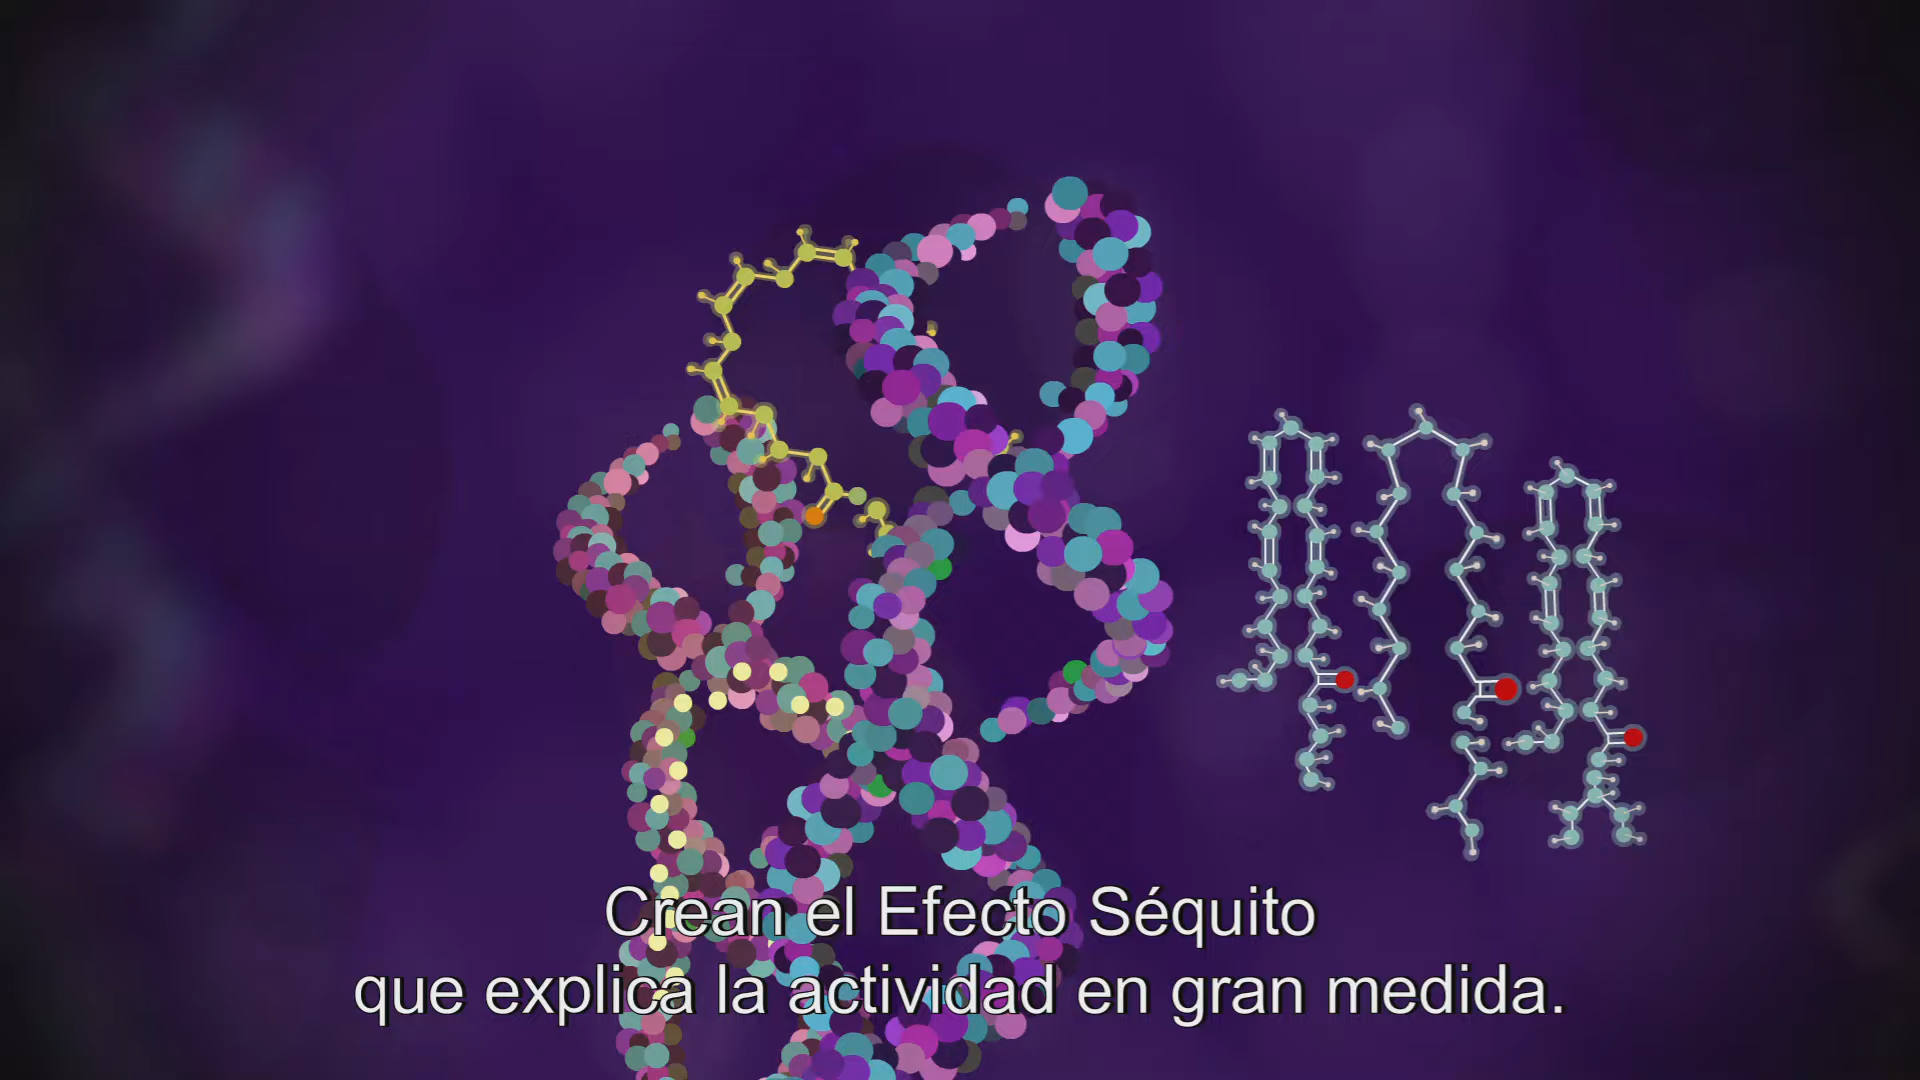 Crean el Efecto Séquito
que explica la actividad en gran medida.